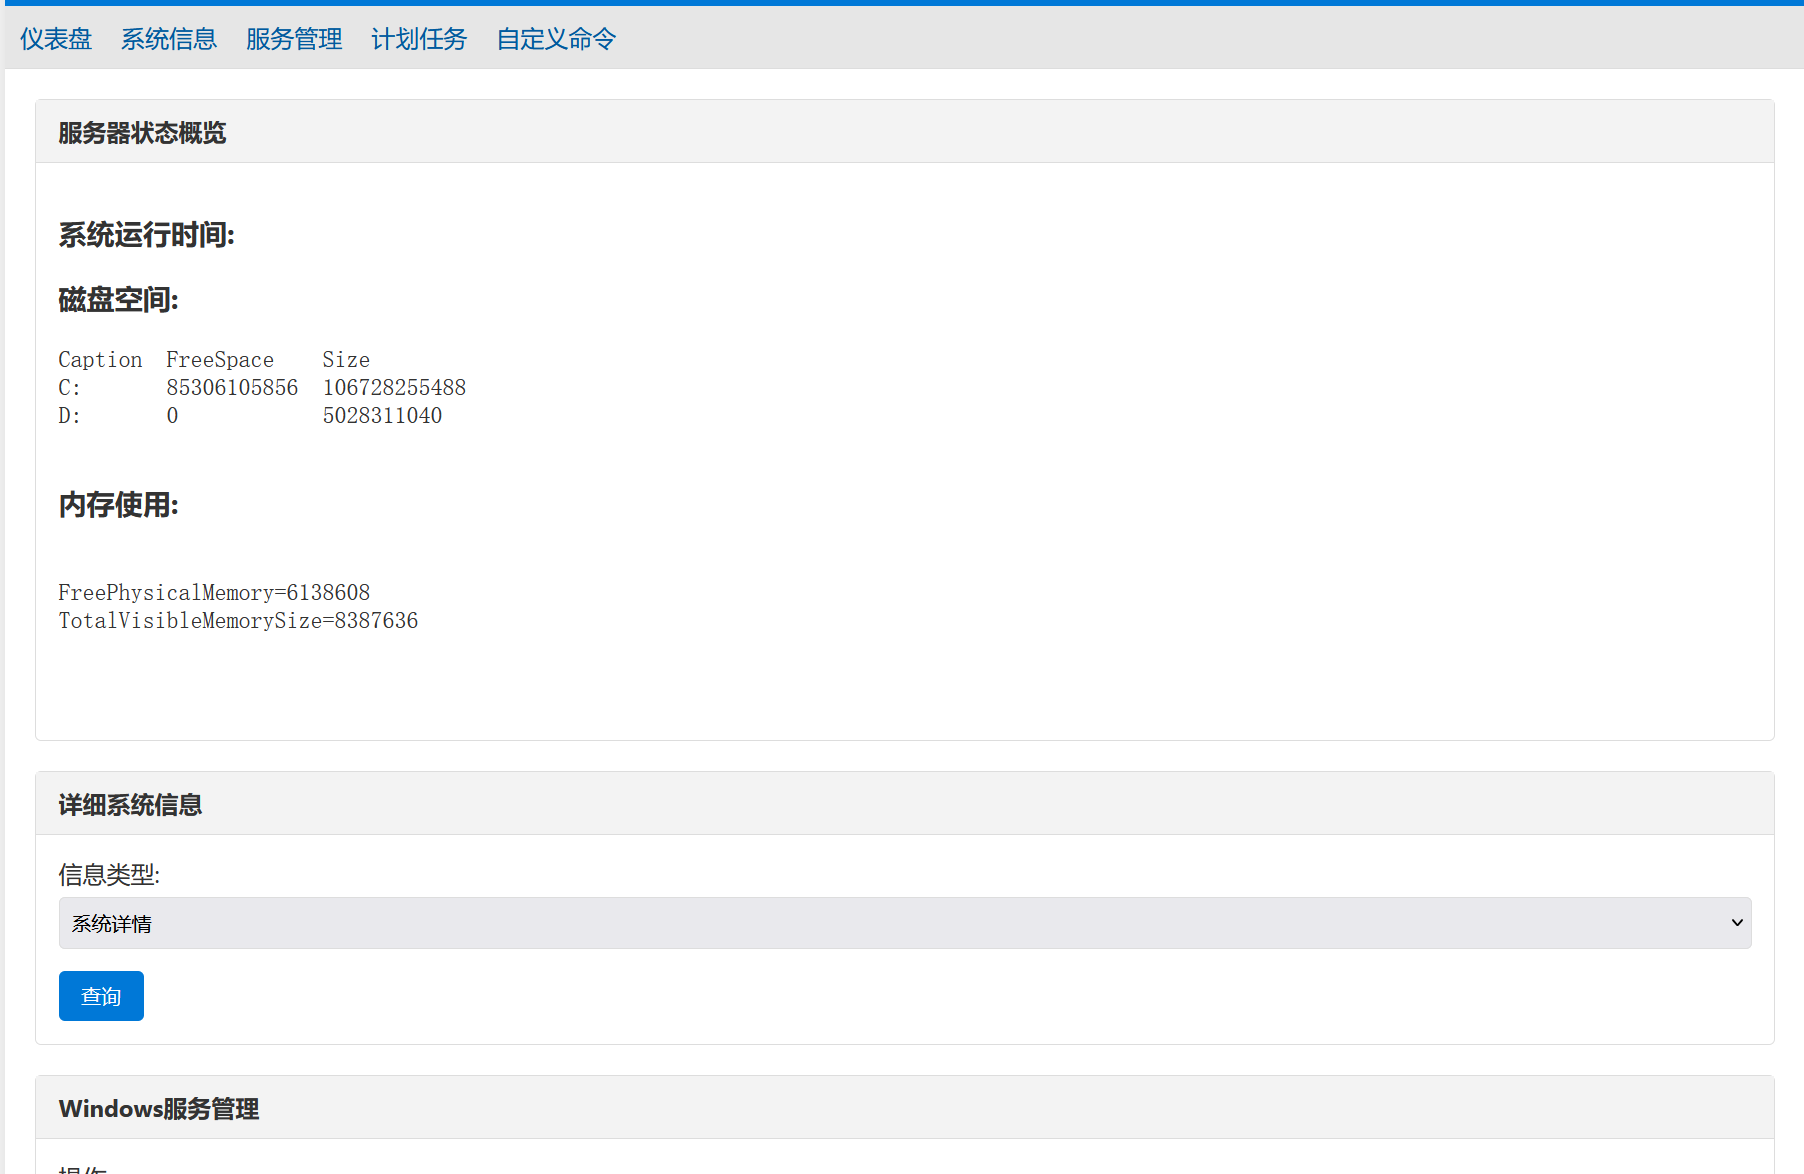 仪表盘 系统信息 服务管理 计划任务 自定义命令
服务器状态概览
系统运行时间:
磁盘空间:
Caption FreeSpace Size
C: 85306105856 106728255488
D: 0 5028311040
内存使用:
FreePhysicalMemory=6138608
TotalVisibleMemorySize=8387636
详细系统信息
信息类型:
系统详情
查询
Windows服务管理